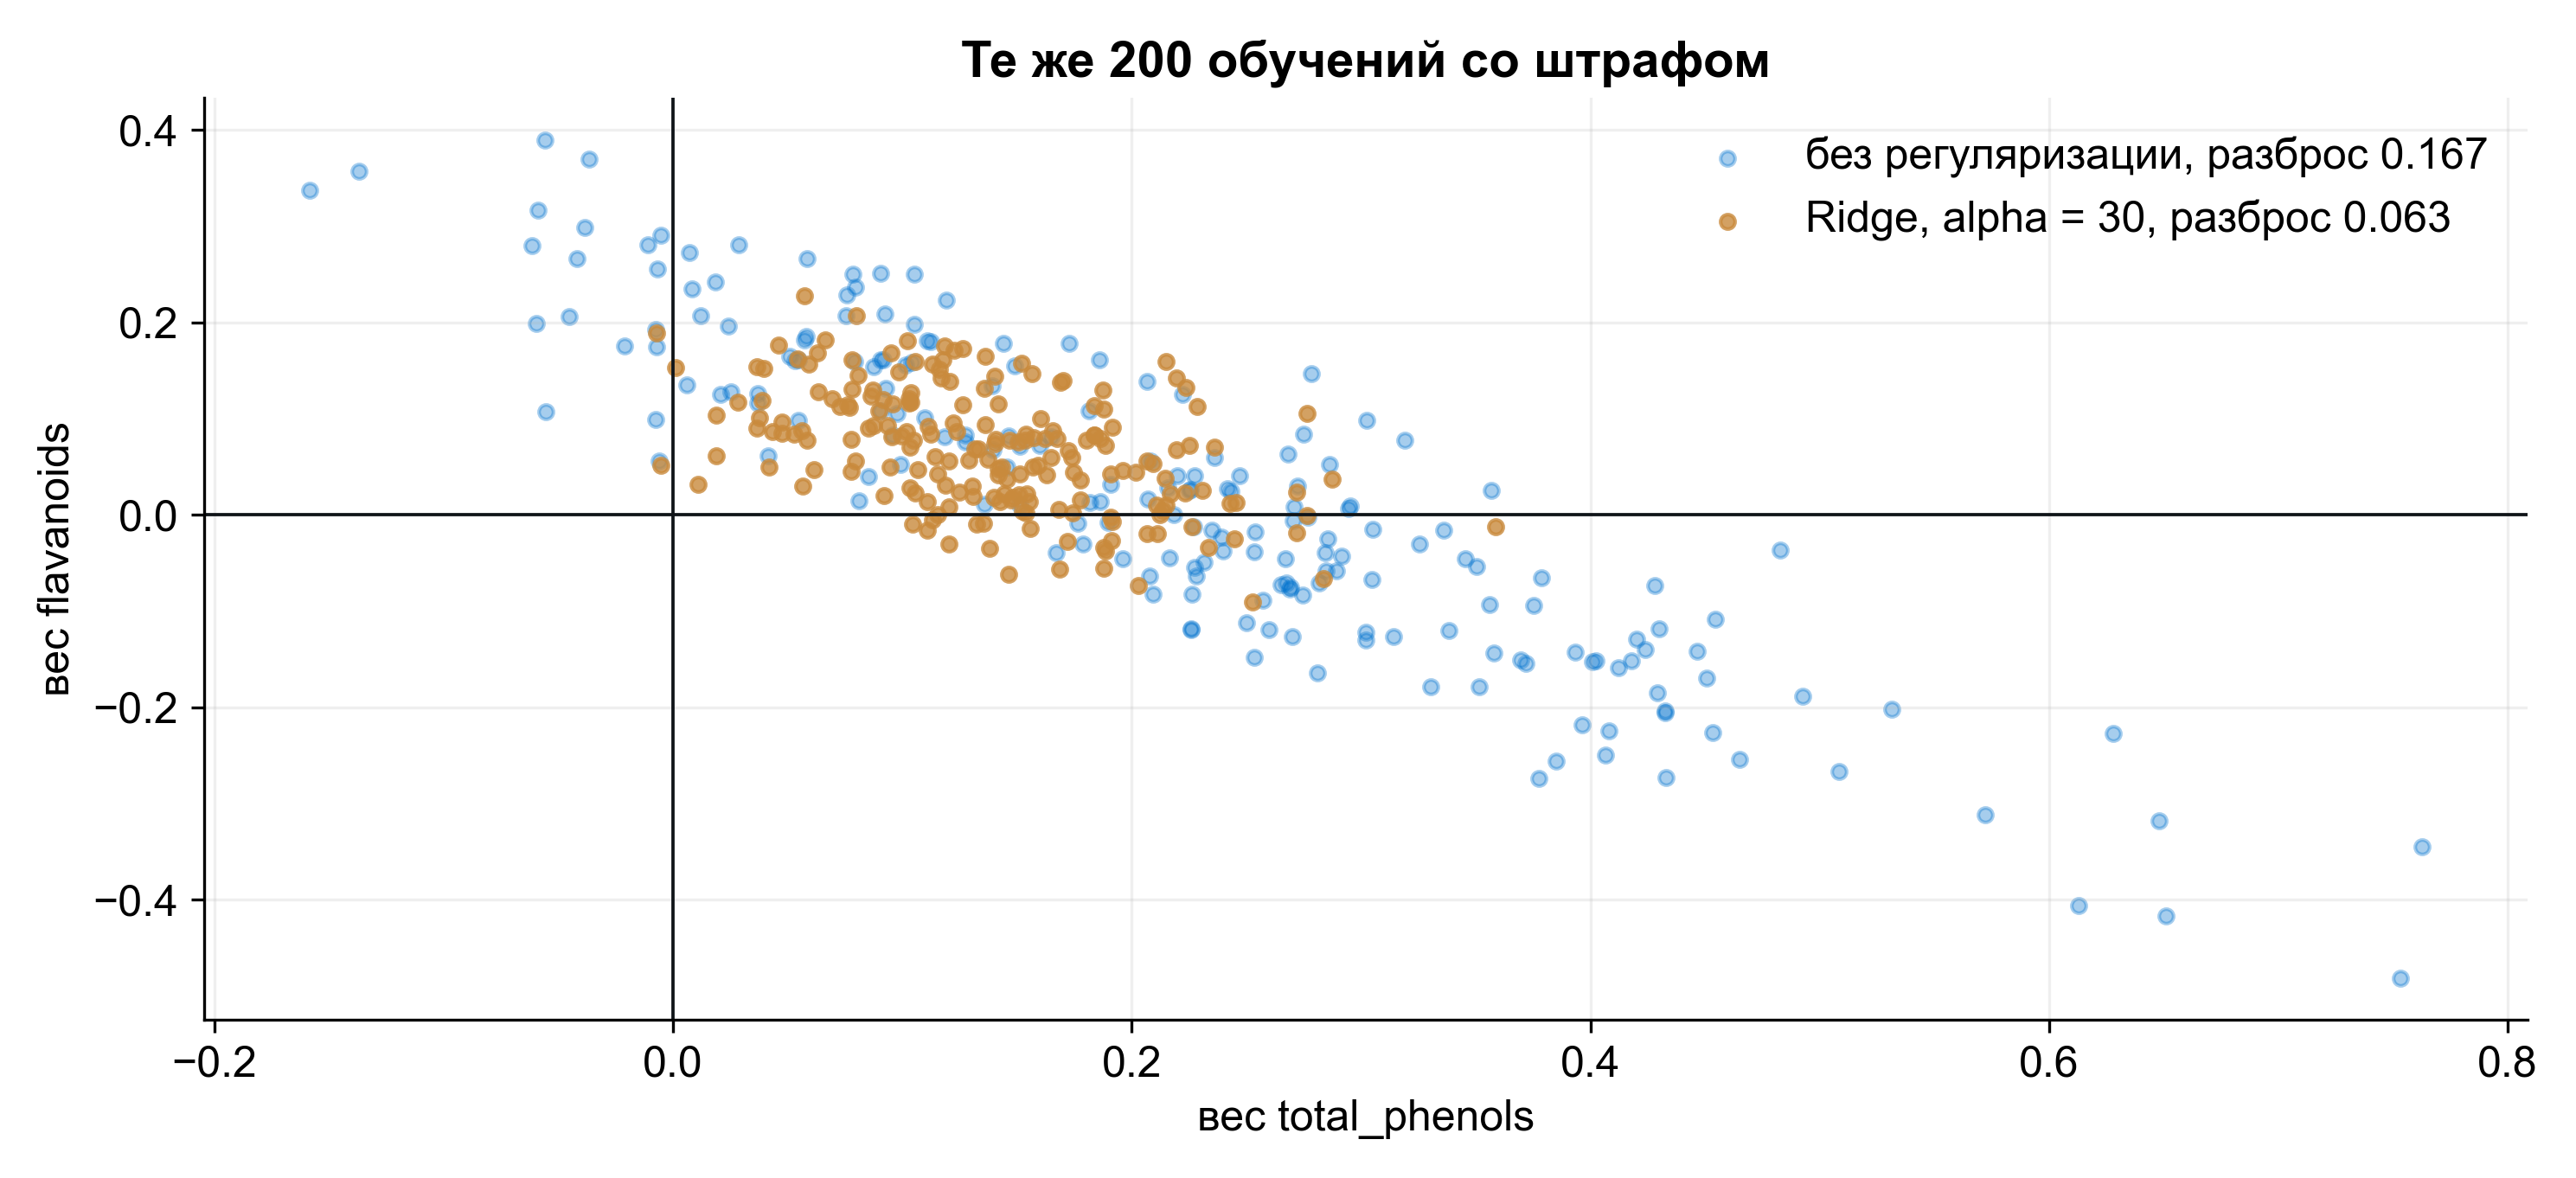 Те же 200 обучений со штрафом
без регуляризации, разброс 0.167
Ridge, alpha = 30, разброс 0.063
вес flavanoids
0.4
0.2
0.0
−0.2
−0.4
−0.2 0.0 0.2 0.4 0.6 0.8
вес total_phenols